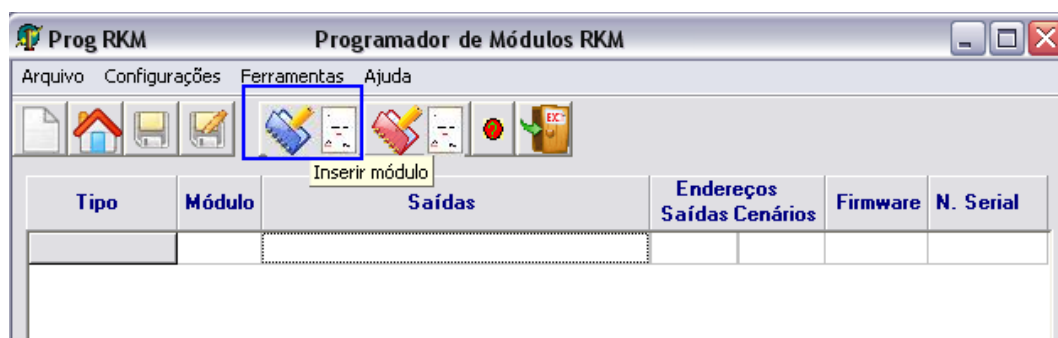 Prog RKM Programador de Módulos RKM
Arquivo Configurações Ferramentas Ajuda
EXIT
Inserir módulo
Tipo Módulo Saídas Endereços Saídas Cenários Firmware N. Serial